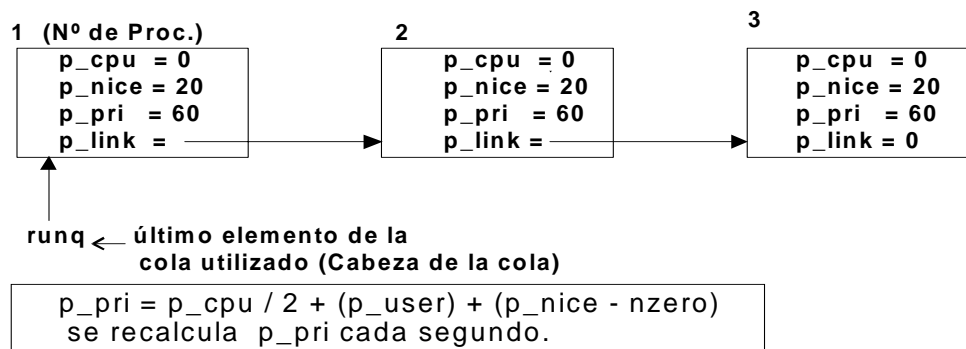 1 (Nº de Proc.)
p_cpu = 0
p_nice = 20
p_pri = 60
p_link =
2
p_cpu = 0
p_nice = 20
p_pri = 60
p_link =
3
p_cpu = 0
p_nice = 20
p_pri = 60
p_link = 0
runq
último elemento de la
cola utilizado (Cabeza de la cola)
p_pri = p_cpu / 2 + (p_user) + (p_nice - nzero)
se recalcula p_pri cada segundo.